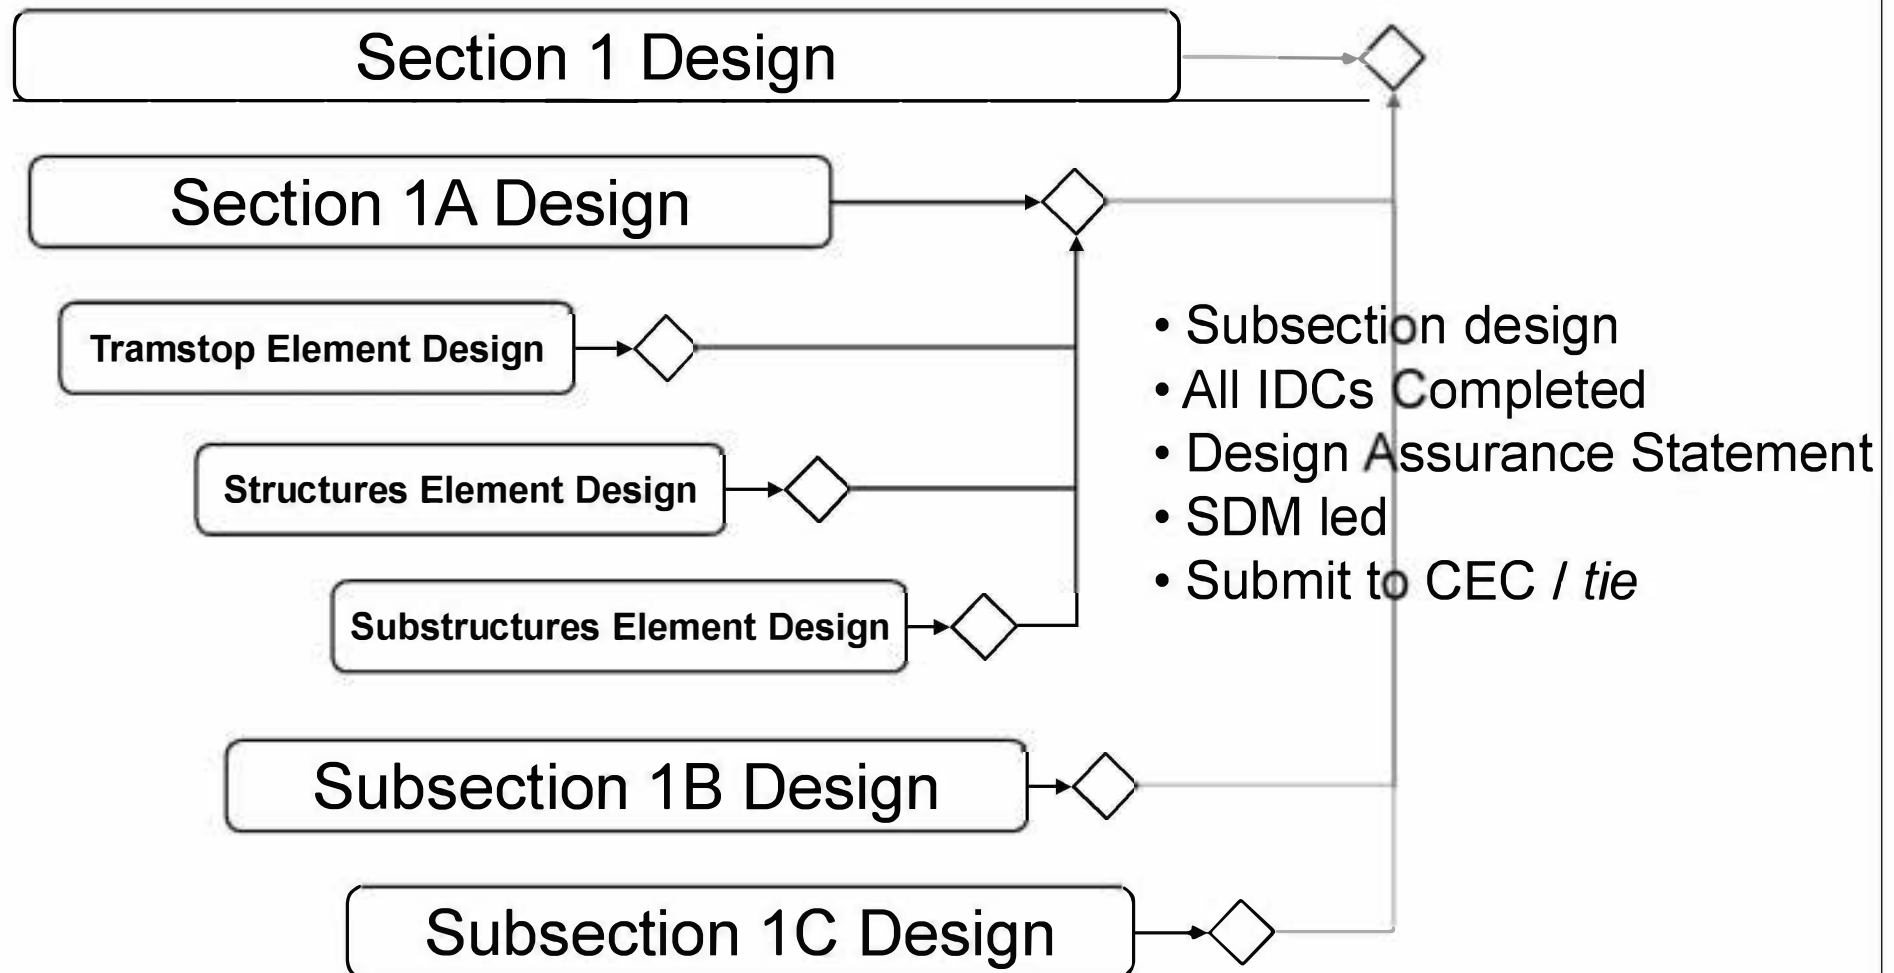 Section 1 Design
Section 1A Design
Tramstop Element Design
Structures Element Design
Substructures Element Design
• Subsection design
• All IDCs Completed
• Design Assurance Statement
• SDM led
• Submit to CEC / tie
Subsection 1B Design
Subsection 1C Design